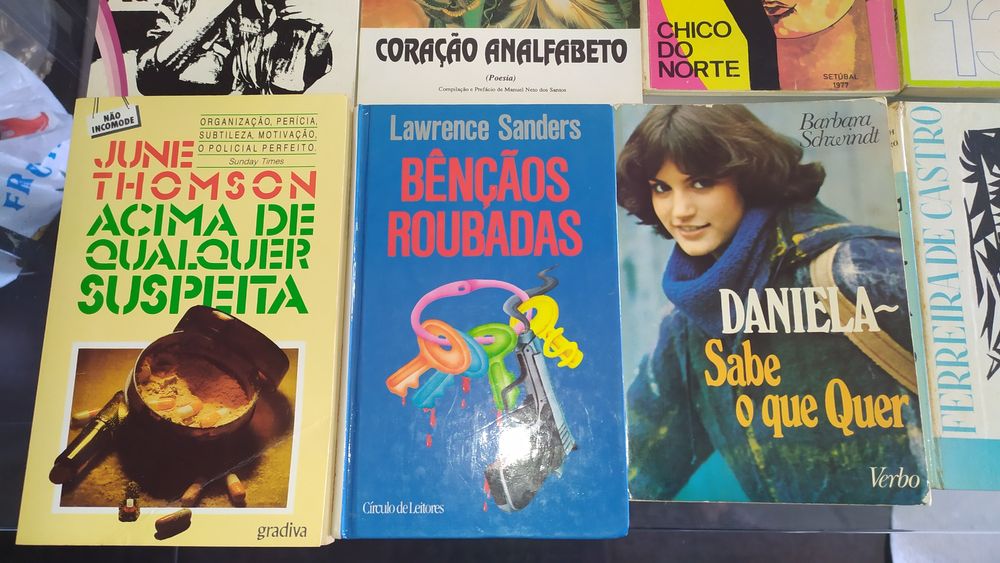 CORAÇÃO ANALFABETO
(Poesia)
Compilação e Prefácio de Manuel Neto dos Santos
CHICO
DO
NORTE
SETÚBAL
1977
13
NÃO
INCOMODE
ORGANIZAÇÃO, PERÍCIA,
SUBTILEZA, MOTIVAÇÃO,
O POLICIAL PERFEITO.
Sunday Times
JUNE
THOMSON
ACIMA DE
QUALQUER
SUSPEITA
gradiva
Lawrence Sanders
BÊNÇÃOS
ROUBADAS
Círculo de Leitores
Barbara
Schwindt
DANIELA~
Sabe
o que Quer
Verbo
FERREIRA DE CASTRO